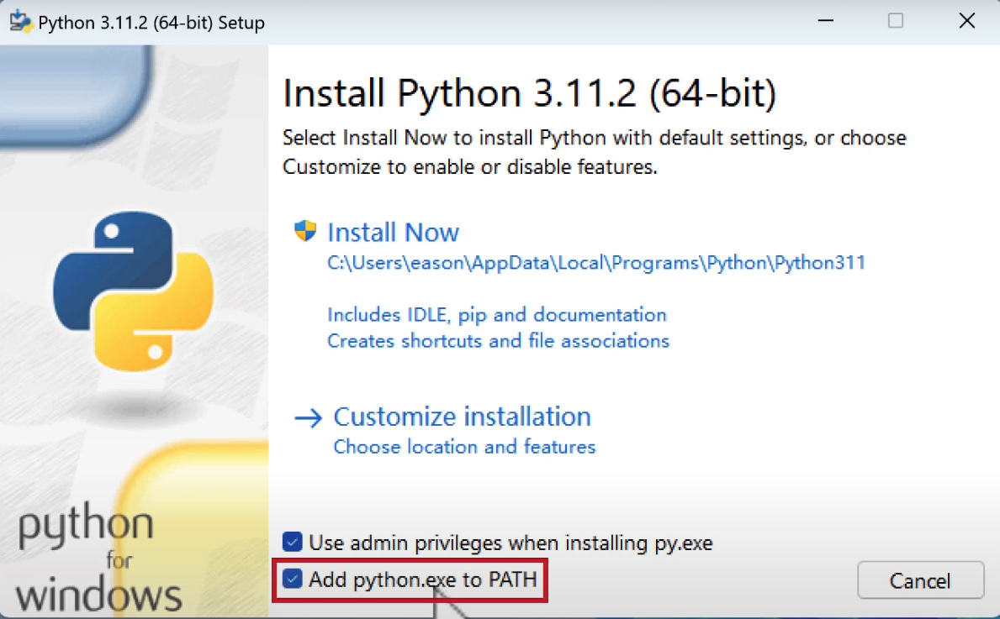 Python 3.11.2 (64-bit) Setup
Install Python 3.11.2 (64-bit)
Select Install Now to install Python with default settings, or choose
Customize to enable or disable features.
Install Now
C:\Users\eason\AppData\Local\Programs\Python\Python311
Includes IDLE, pip and documentation
Creates shortcuts and file associations
Customize installation
Choose location and features
python
for
windows
Use admin privileges when installing py.exe
Add python.exe to PATH
Cancel